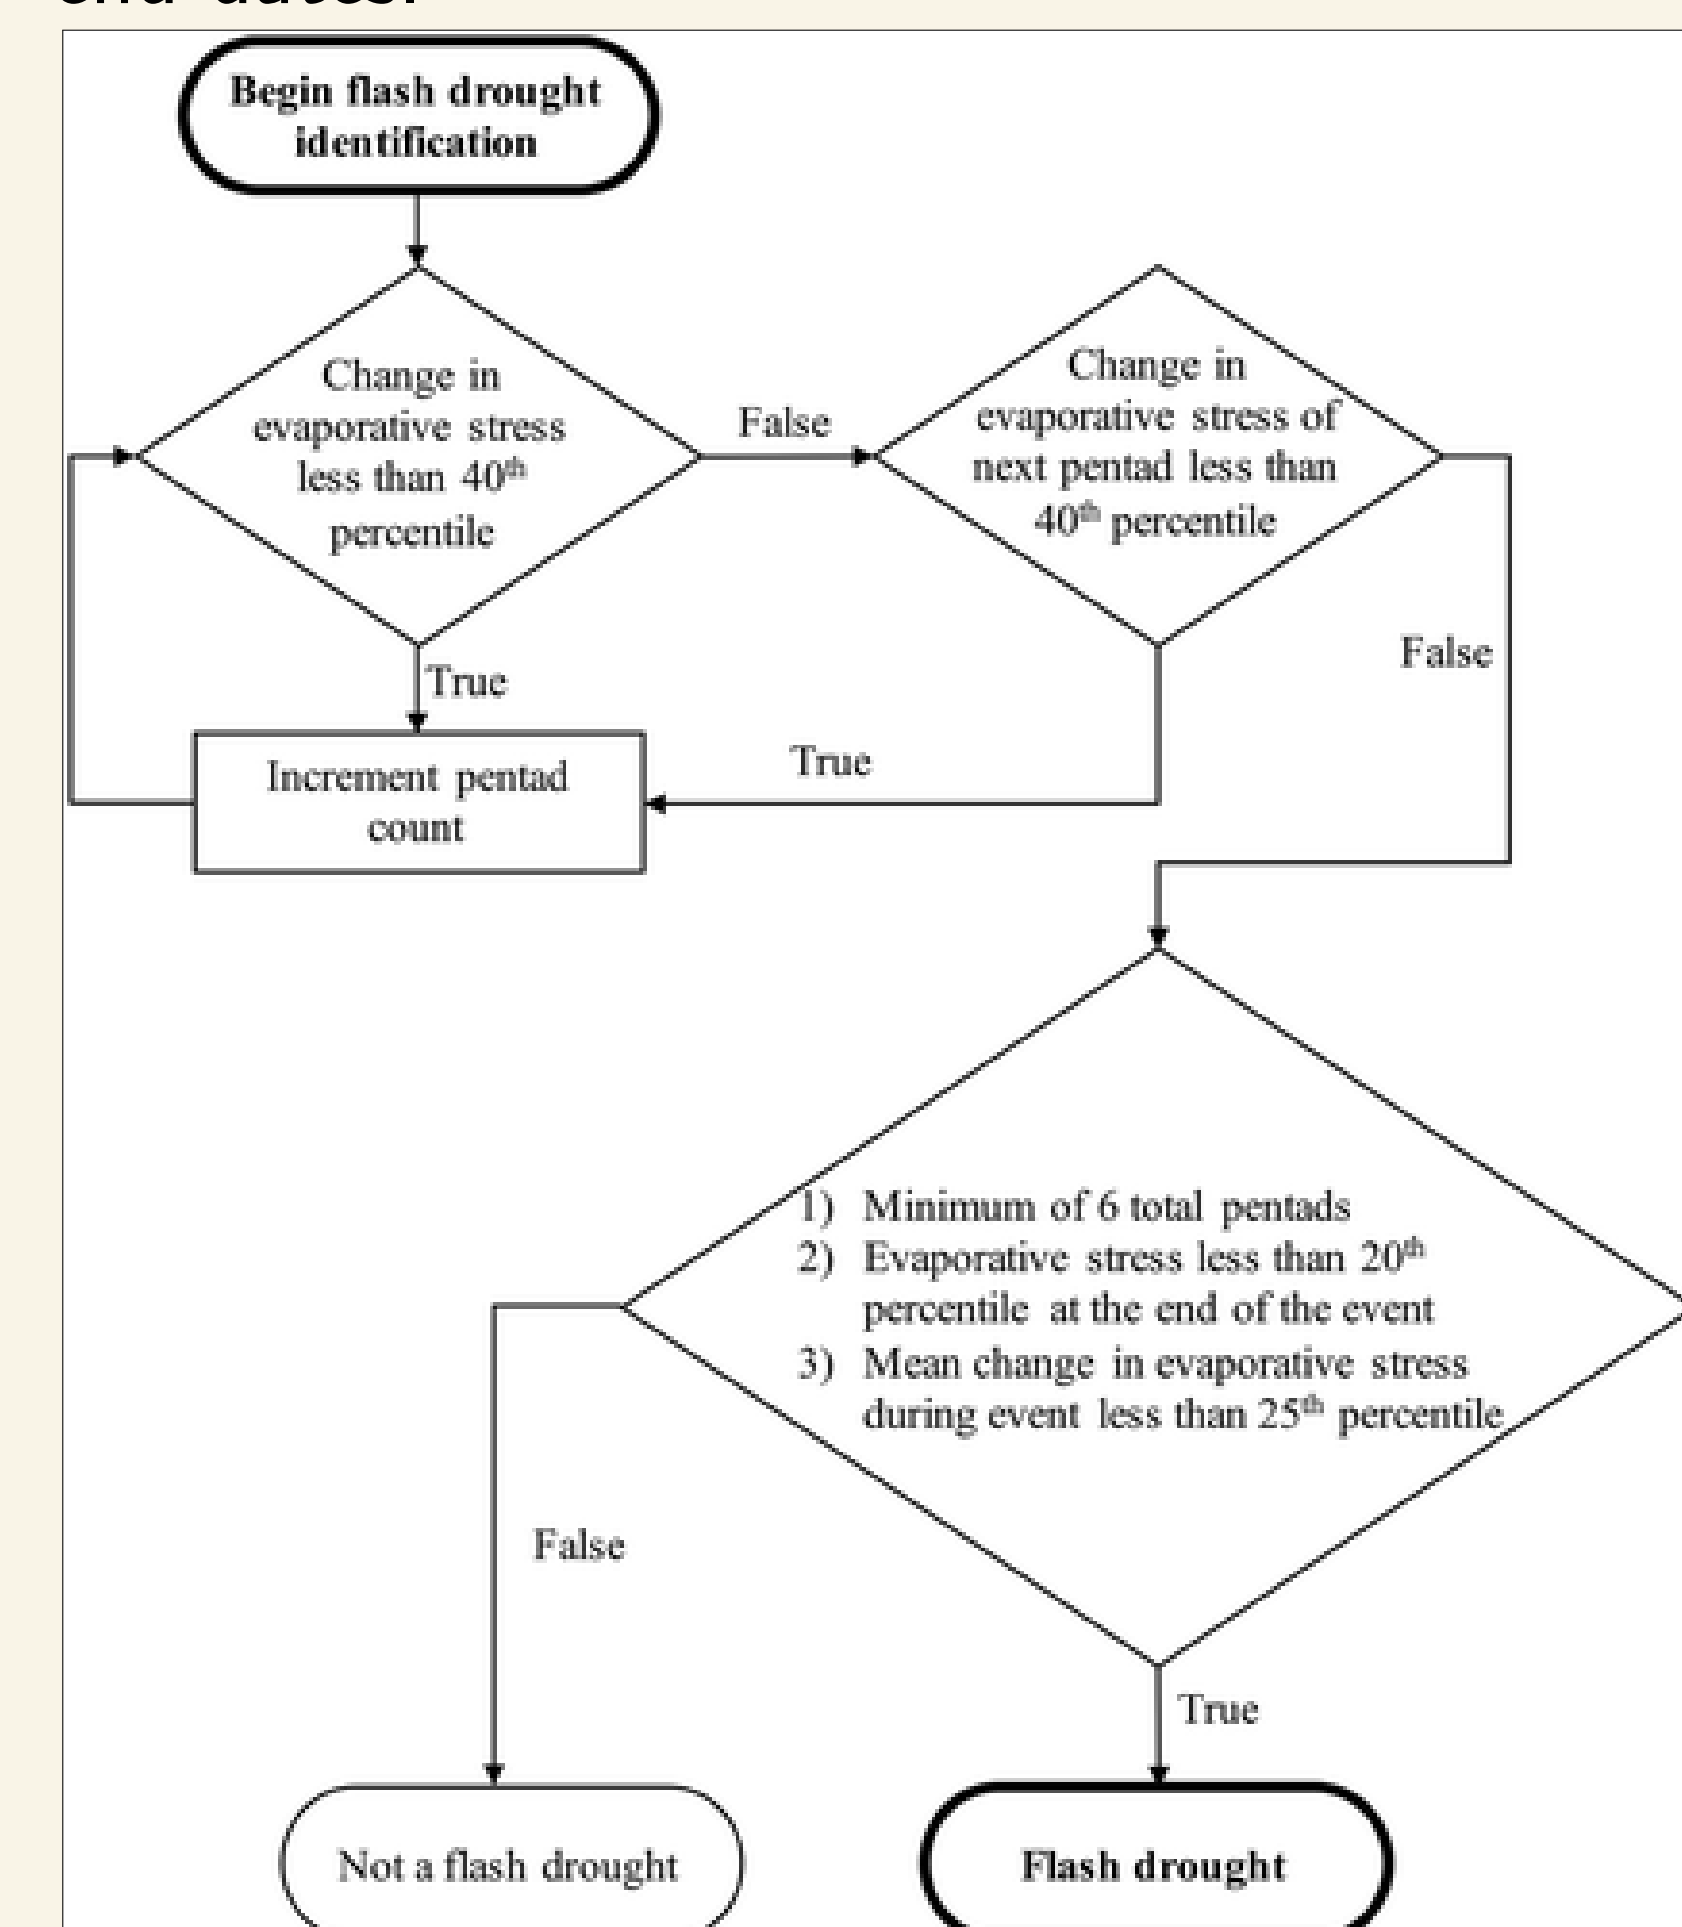 end dates.
Begin flash drought
identification
Change in
evaporative stress
less than 40th
percentile
False
Change in
evaporative stress of
next pentad less than
40th percentile
False
True
True
Increment pentad
count
1) Minimum of 6 total pentads
2) Evaporative stress less than 20th
percentile at the end of the event
3) Mean change in evaporative stress
during event less than 25th percentile
False
True
Not a flash drought
Flash drought